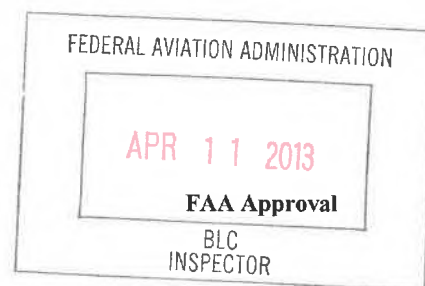 FEDERAL AVIATION ADMINISTRATION
APR 11 2013
FAA Approval
BLC
INSPECTOR